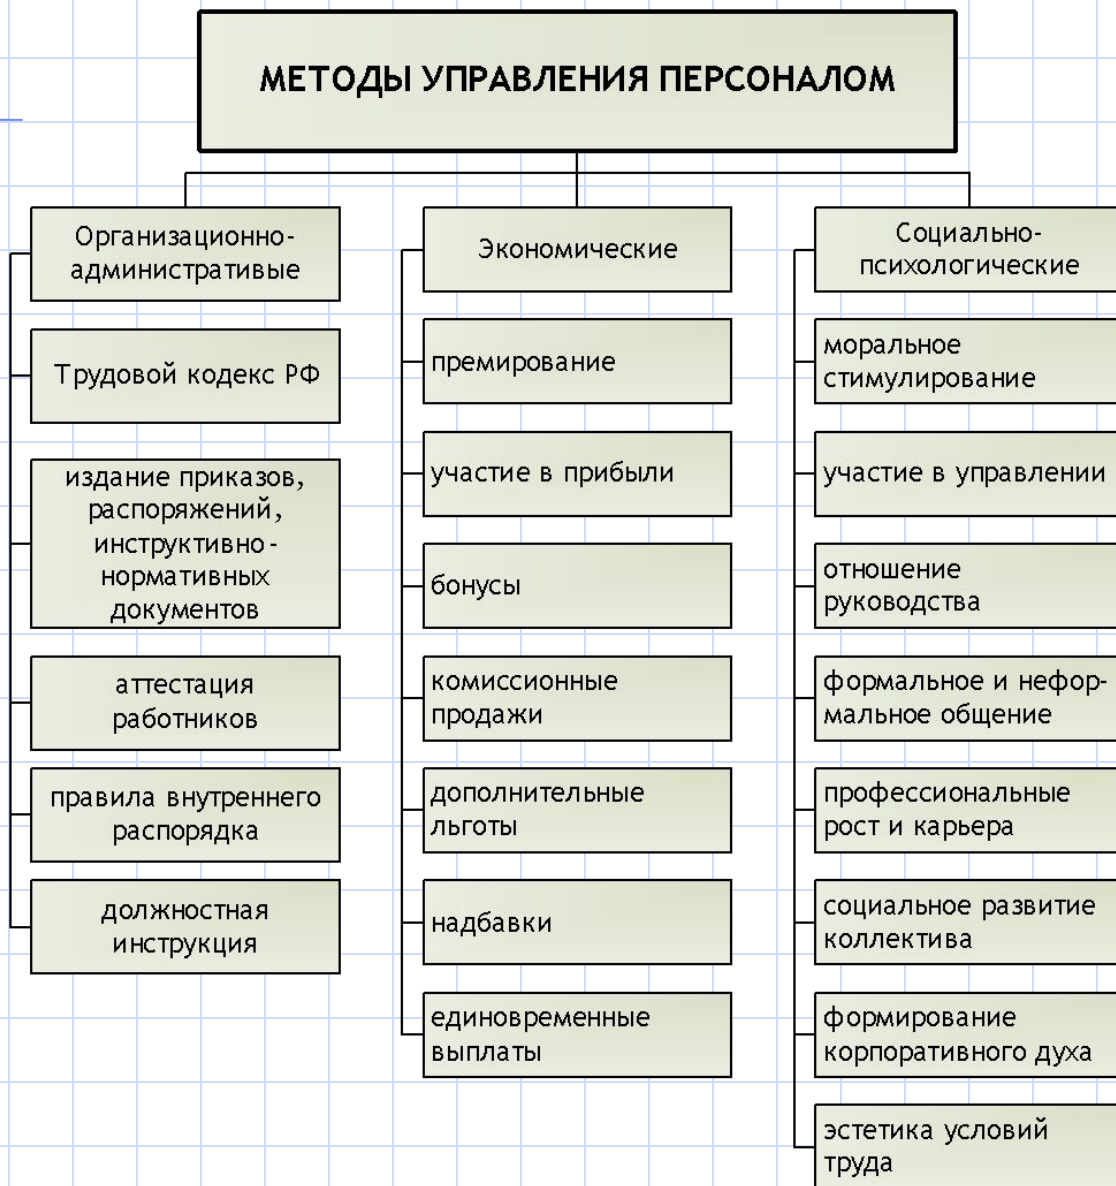 МЕТОДЫ УПРАВЛЕНИЯ ПЕРСОНАЛОМ
Организационно-
административые
Трудовой кодекс РФ
издание приказов,
распоряжений,
инструктивно-
нормативных
документов
аттестация
работников
правила внутреннего
распорядка
должностная
инструкция
Экономические
премирование
участие в прибыли
бонусы
комиссионные
продажи
дополнительные
льготы
надбавки
единовременные
выплаты
Социально-
психологические
моральное
стимулирование
участие в управлении
отношение
руководства
формальное и нефор-
мальное общение
профессиональные
рост и карьера
социальное развитие
коллектива
формирование
корпоративного духа
эстетика условий
труда